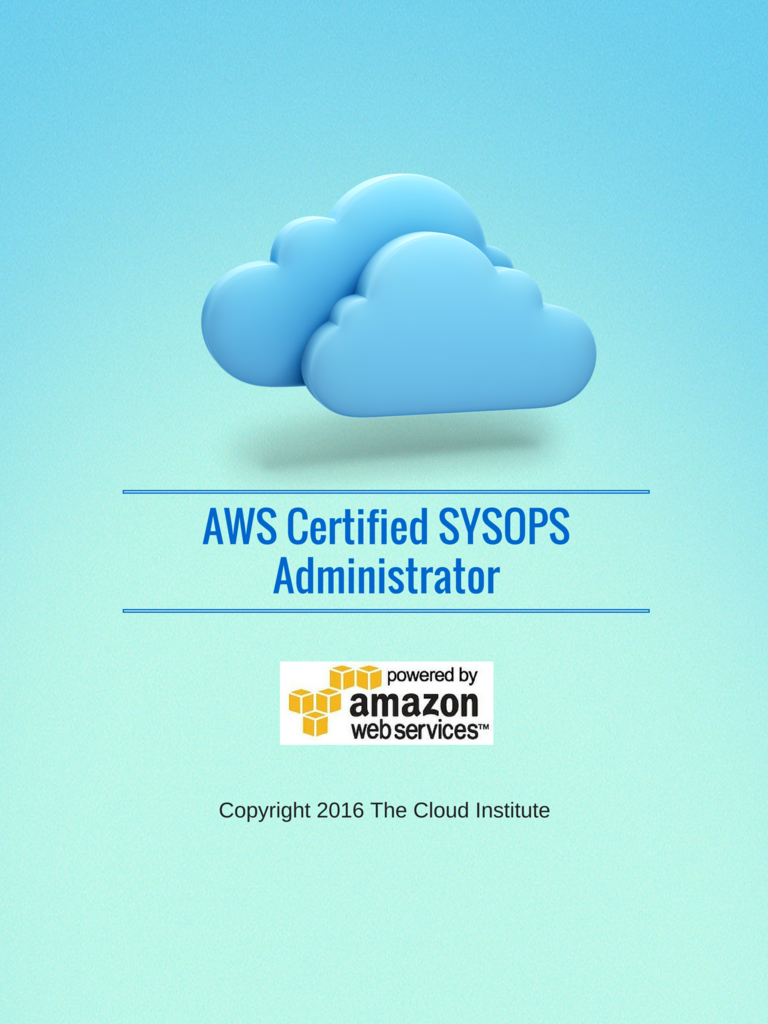 AWS Certified SYSOPS
Administrator
powered by
amazon
web services™
Copyright 2016 The Cloud Institute